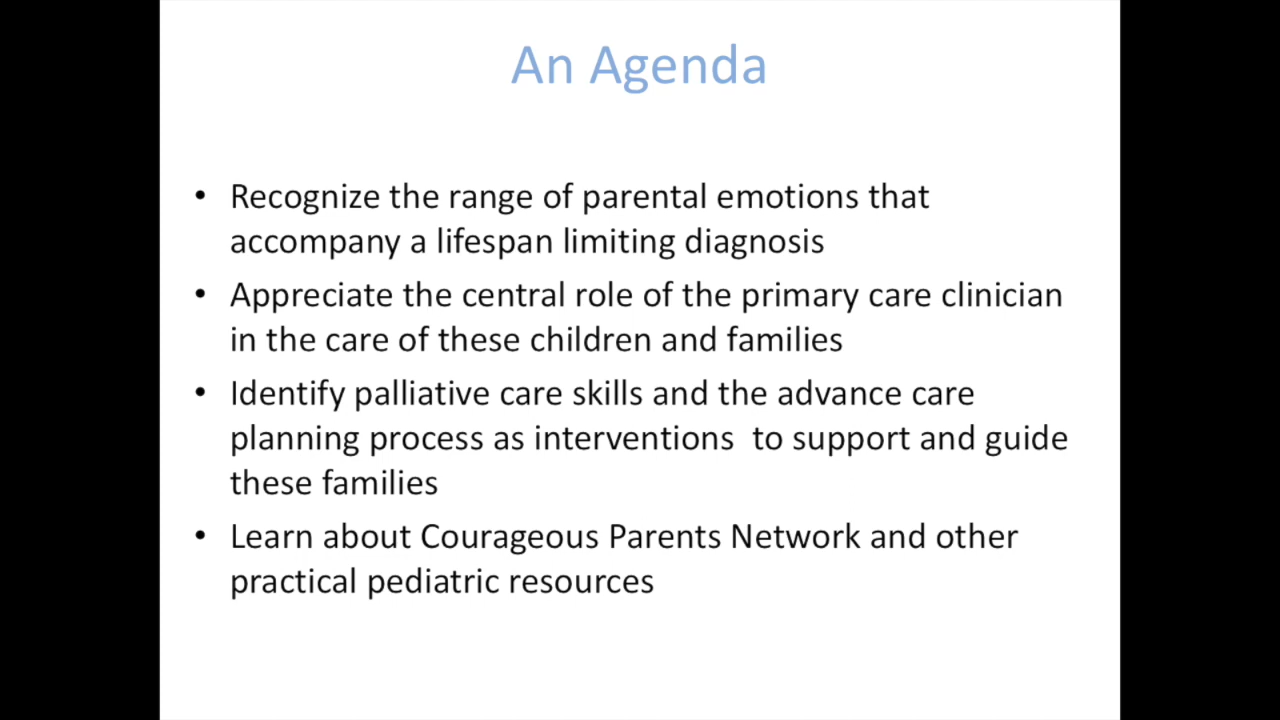 An Agenda
• Recognize the range of parental emotions that
accompany a lifespan limiting diagnosis
• Appreciate the central role of the primary care clinician
in the care of these children and families
• Identify palliative care skills and the advance care
planning process as interventions  to support and guide
these families
• Learn about Courageous Parents Network and other
practical pediatric resources